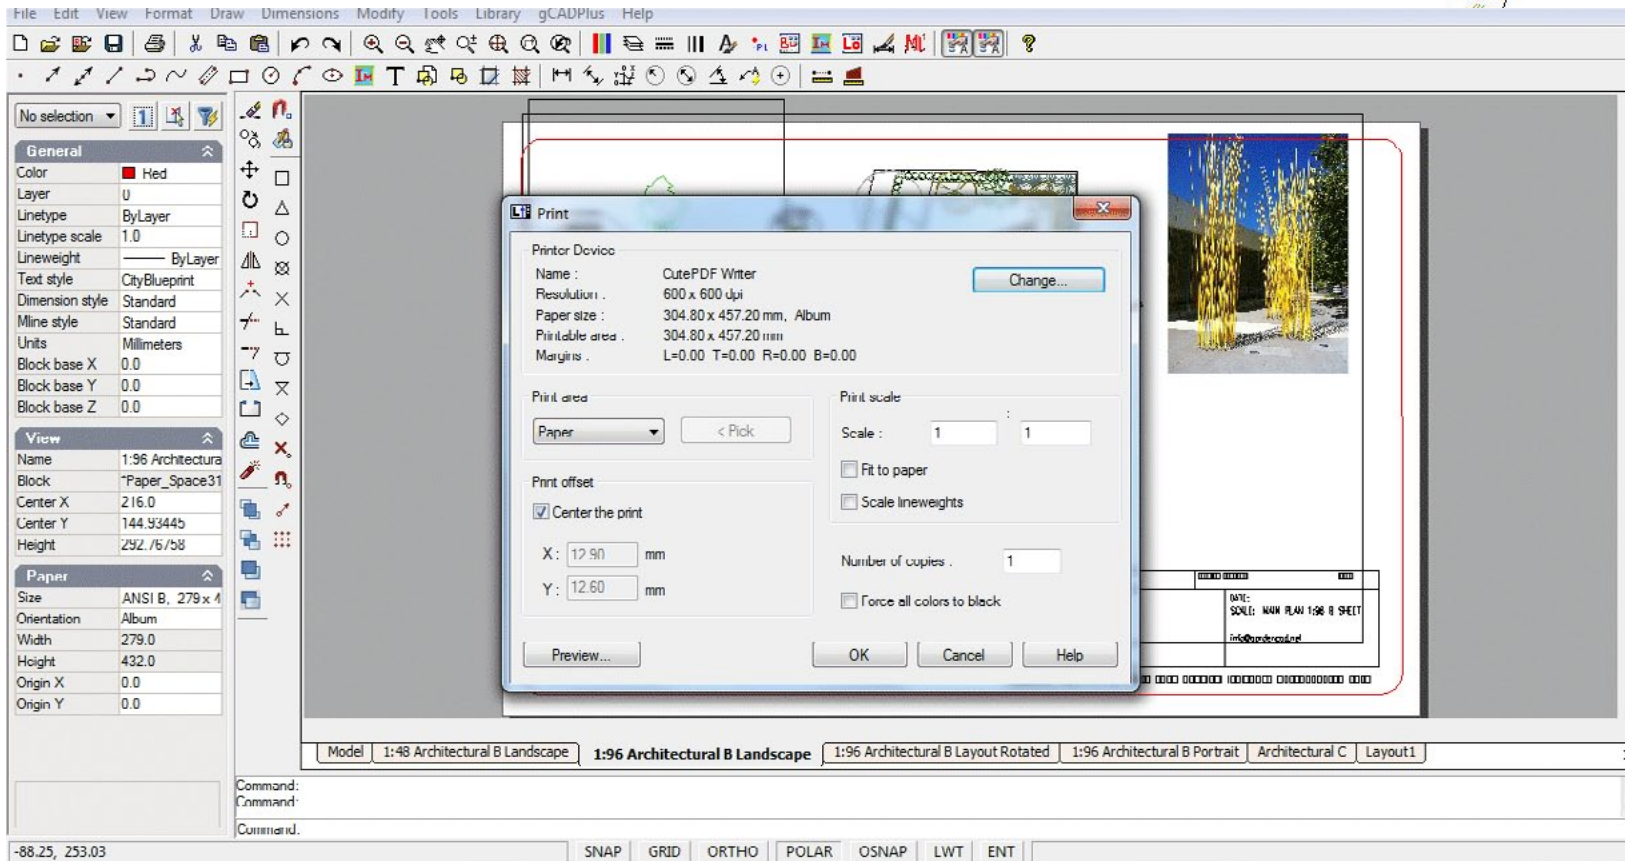 File Edit View Format Draw Dimensions Modify Tools Library gCADPlus Help
No selection
General
Color Red
Layer 0
Linetype ByLayer
Linetype scale 1.0
Lineweight ByLayer
Text style CityBlueprint
Dimension style Standard
Mline style Standard
Units Millimeters
Block base X 0.0
Block base Y 0.0
Block base Z 0.0
View
Name 1:96 Architectura
Block *Paper_Space31
Center X 216.0
Center Y 144.93445
Height 292.76758
Paper
Size ANSI B, 279 x 4
Orientation Album
Width 279.0
Height 432.0
Origin X 0.0
Origin Y 0.0
Print
Printer Device
Name : CutePDF Writer
Resolution : 600 x 600 dpi
Paper size : 304.80 x 457.20 mm, Album
Printable area : 304.80 x 457.20 mm
Margins : L=0.00 T=0.00 R=0.00 B=0.00
Change...
Print area
Paper
< Pick
Print offset
Center the print
X : 12.90 mm
Y : 12.60 mm
Print scale
Scale : 1 : 1
Fit to paper
Scale lineweights
Number of copies : 1
Force all colors to black
Preview... OK Cancel Help
DATE:
SCALE: MAIN PLAN 1:96 B SHEET
info@gardencad.net
Model 1:48 Architectural B Landscape 1:96 Architectural B Landscape 1:96 Architectural B Layout Rotated 1:96 Architectural B Portrait Architectural C Layout1
Command:
Command:
Command:
-88.25, 253.03 SNAP GRID ORTHO POLAR OSNAP LWT ENT